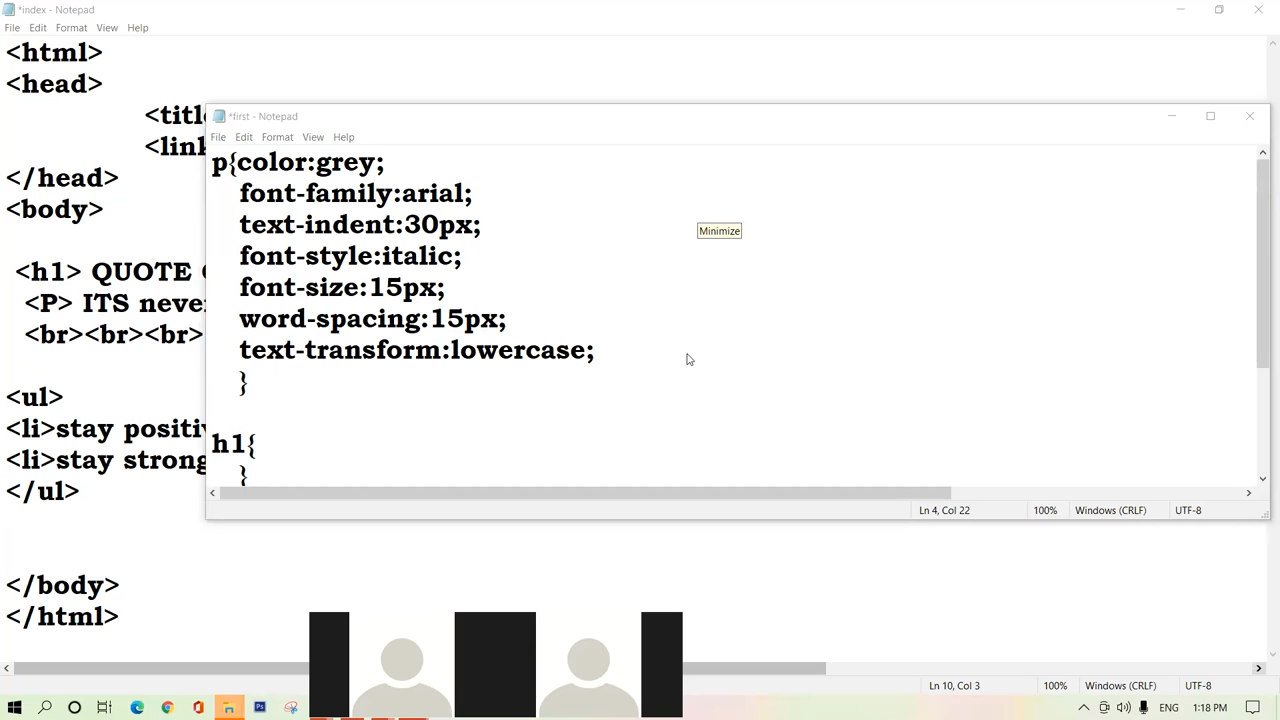 *index - Notepad
File Edit Format View Help
<html>
<head>
<title
<link
</head>
<body>
<h1> QUOTE
<P> ITS never
<br><br><br>
<ul>
<li>stay positiv
<li>stay strong
</ul>
</body>
</html>
*first - Notepad
File Edit Format View Help
p{color:grey;
font-family:arial;
text-indent:30px;
font-style:italic;
font-size:15px;
word-spacing:15px;
text-transform:lowercase;
}
h1{
}
Minimize
Ln 4, Col 22 100% Windows (CRLF) UTF-8
Ln 10, Col 3 100% Windows (CRLF) UTF-8
ENG 1:18 PM